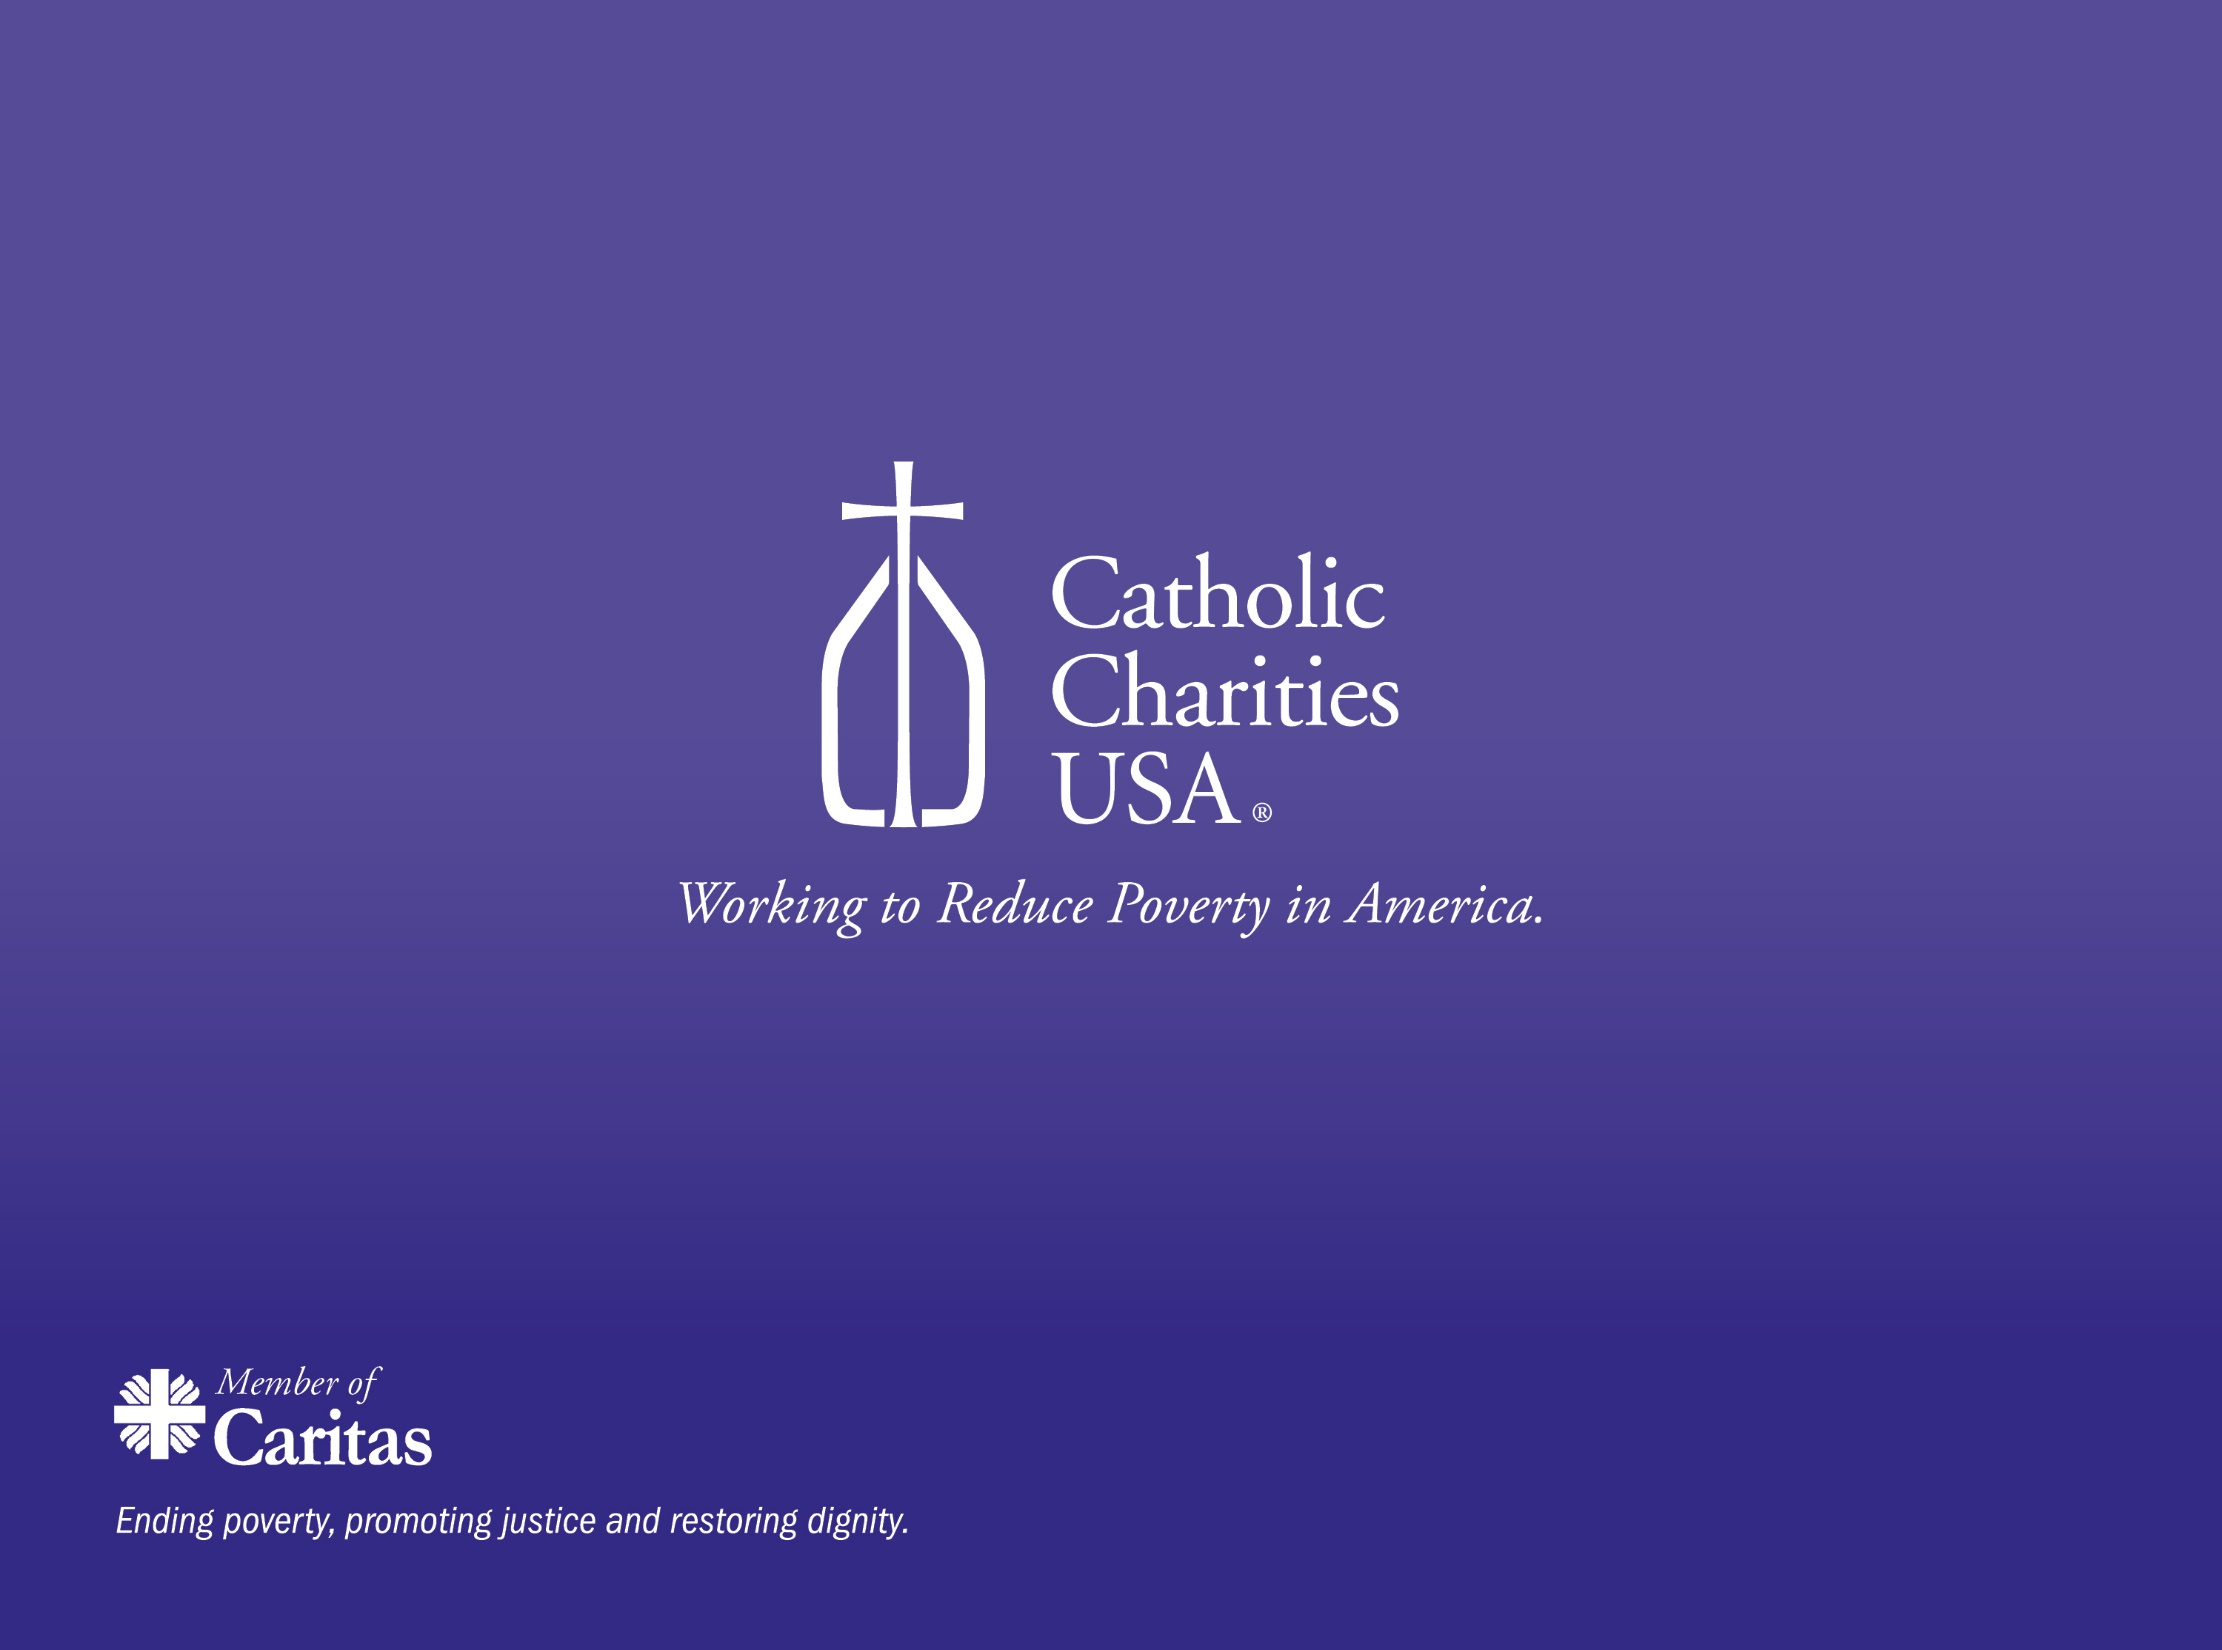 Catholic
Charities
USA®
Working to Reduce Poverty in America.
Member of
Caritas
Ending poverty, promoting justice and restoring dignity.